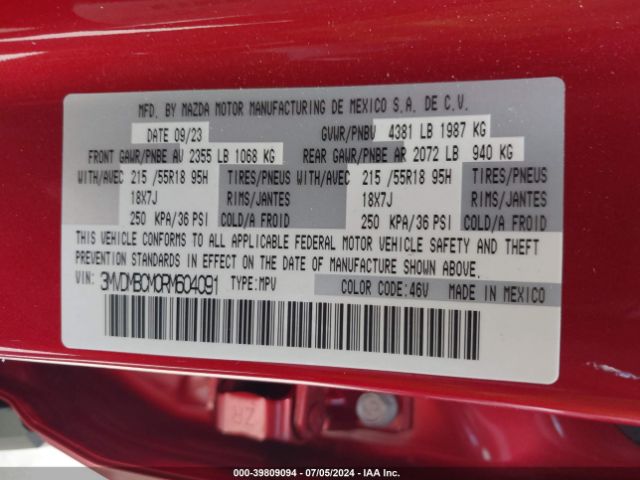 MFD. BY MAZDA MOTOR MANUFACTURING DE MEXICO S.A. DE C.V.
DATE 09/23 GVWR/PNBV 4381 LB 1987 KG
FRONT GAWR/PNBE AV 2355 LB 1068 KG REAR GAWR/PNBE AR 2072 LB 940 KG
WITH/AVEC 215 /55R18 95H TIRES/PNEUS WITH/AVEC 215 /55R18 95H TIRES/PNEUS
18X7J RIMS/JANTES 18X7J RIMS/JANTES
250 KPA/36 PSI COLD/A FROID 250 KPA/36 PSI COLD/A FROID
THIS VEHICLE CONFORMS TO ALL APPLICABLE FEDERAL MOTOR VEHICLE SAFETY AND THEFT
PREVENTION STANDARDS IN EFFECT ON THE DATE OF MANUFACTURE SHOWN ABOVE.
VIN: 3MVDMBCM0RM604091 TYPE:MPV COLOR CODE:46V MADE IN MEXICO
000-39809094 / 07/05/2024 - IAA Inc.